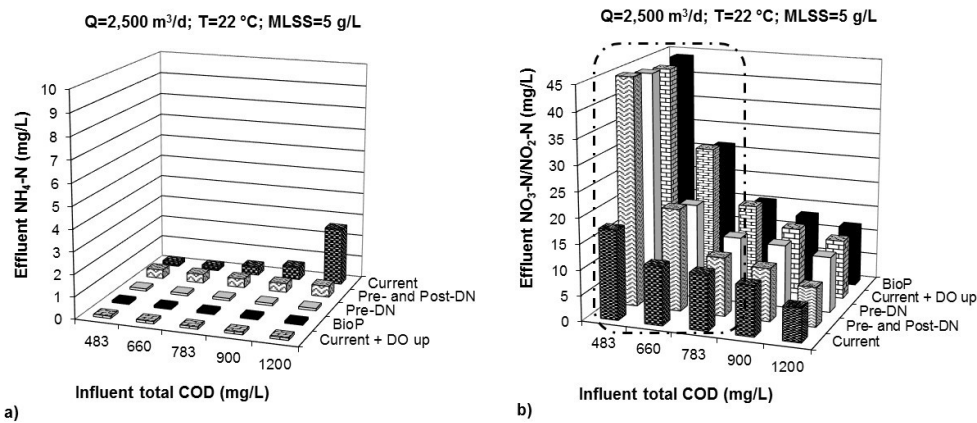 Q=2,500 m³/d; T=22 ºC; MLSS=5 g/L
Effluent NH₄-N (mg/L)
10
9
8
7
6
5
4
3
2
1
0
483
660
783
900
1200
Current
Pre- and Post-DN
Pre-DN
BioP
Current + DO up
Influent total COD (mg/L)
a)
Q=2,500 m³/d; T=22 ºC; MLSS=5 g/L
Effluent NO₃-N/NO₂-N (mg/L)
45
40
35
30
25
20
15
10
5
0
483
660
783
900
1200
BioP
Current + DO up
Pre-DN
Pre- and Post-DN
Current
Influent total COD (mg/L)
b)